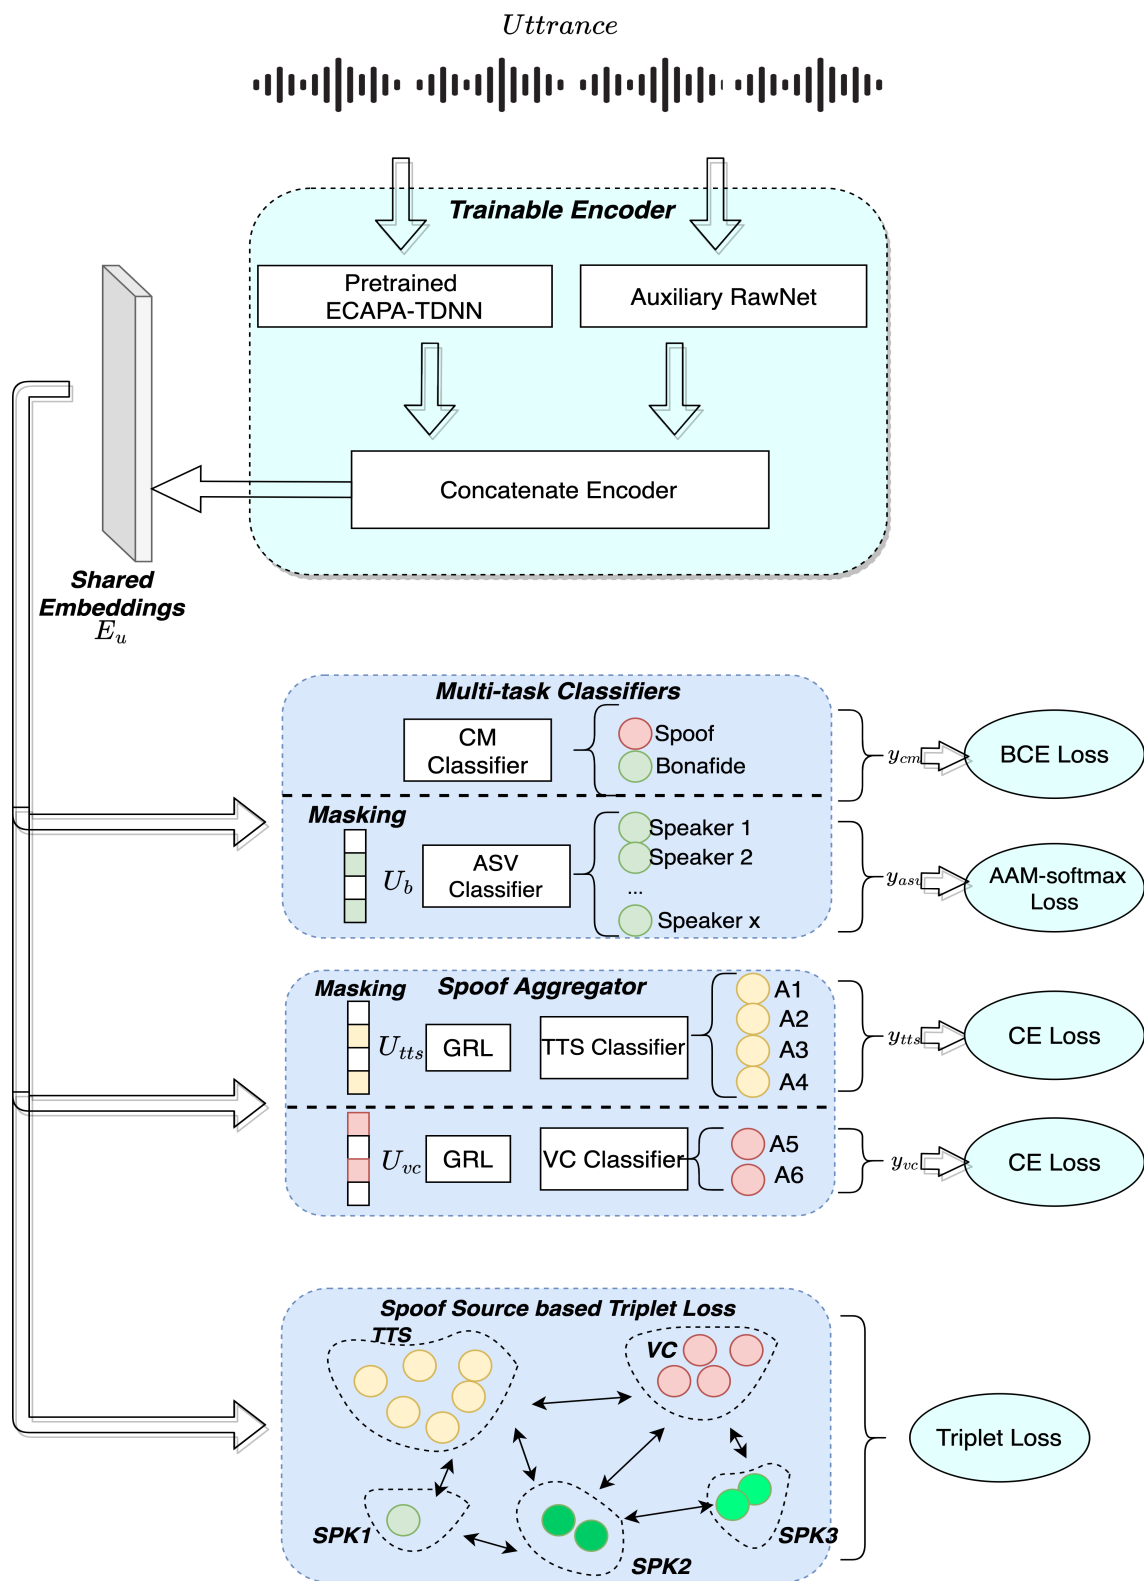 Uttrance
Trainable Encoder
Pretrained
ECAPA-TDNN
Auxiliary RawNet
Concatenate Encoder
Shared
Embeddings
E_u
Multi-task Classifiers
CM
Classifier
Spoof
Bonafide
y_cm
BCE Loss
Masking
U_b
ASV
Classifier
Speaker 1
Speaker 2
...
Speaker x
y_asv
AAM-softmax
Loss
Masking
Spoof Aggregator
U_tts
GRL
TTS Classifier
A1
A2
A3
A4
y_tts
CE Loss
U_vc
GRL
VC Classifier
A5
A6
y_vc
CE Loss
Spoof Source based Triplet Loss
TTS
VC
SPK1
SPK2
SPK3
Triplet Loss